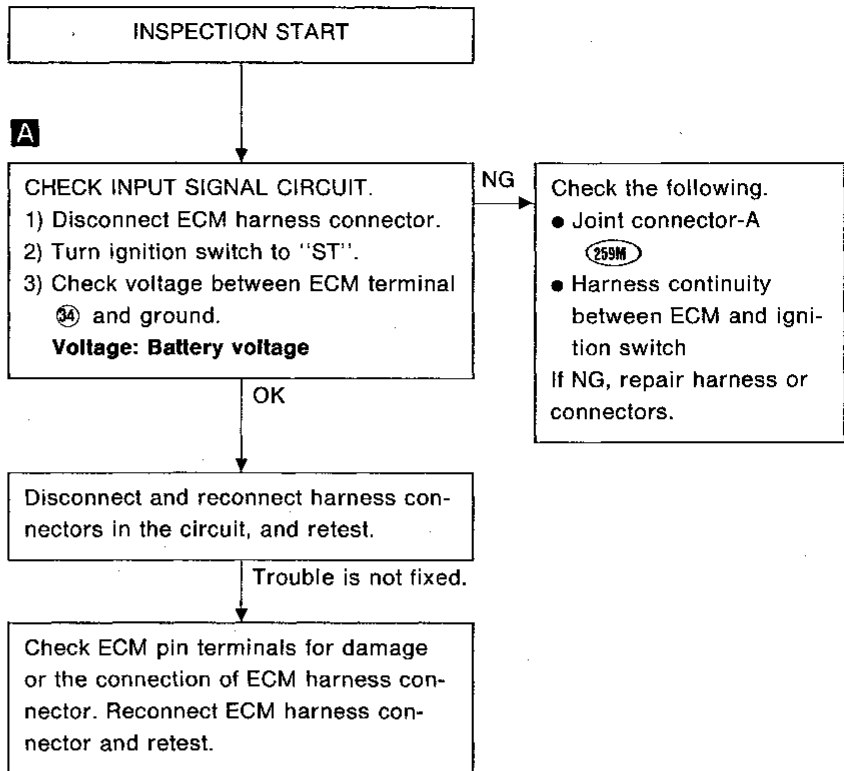 INSPECTION START
A
CHECK INPUT SIGNAL CIRCUIT.
1) Disconnect ECM harness connector.
2) Turn ignition switch to "ST".
3) Check voltage between ECM terminal
㉞ and ground.
Voltage: Battery voltage
NG
Check the following.
● Joint connector-A
259M
● Harness continuity
between ECM and igni-
tion switch
If NG, repair harness or
connectors.
OK
Disconnect and reconnect harness con-
nectors in the circuit, and retest.
Trouble is not fixed.
Check ECM pin terminals for damage
or the connection of ECM harness con-
nector. Reconnect ECM harness con-
nector and retest.